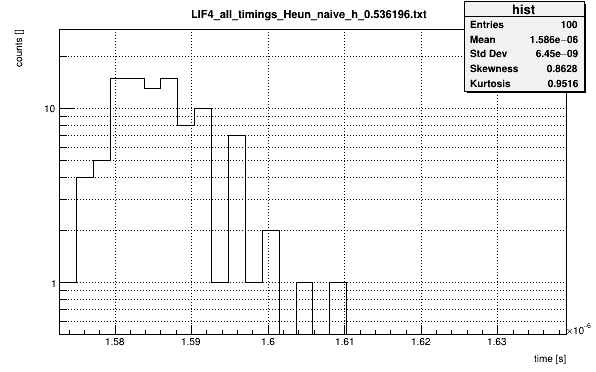 LIF4_all_timings_Heun_naive_h_0.536196.txt
hist
Entries 100
Mean 1.586e−06
Std Dev 6.45e−09
Skewness 0.8628
Kurtosis 0.9516
counts []
10
1
1.58 1.59 1.6 1.61 1.62 1.63
×10⁻⁶
time [s]